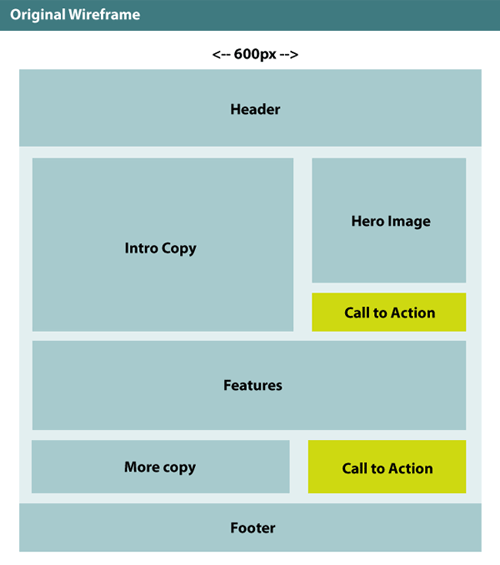 Original Wireframe
<-- 600px -->
Header
Intro Copy
Hero Image
Call to Action
Features
More copy
Call to Action
Footer